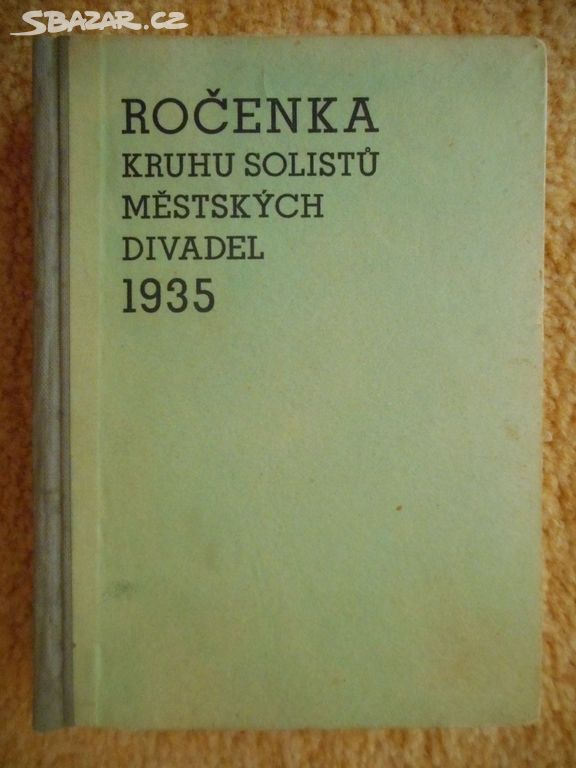 SBAZAR.CZ
ROČENKA
KRUHU SOLISTŮ
MĚSTSKÝCH
DIVADEL
1935